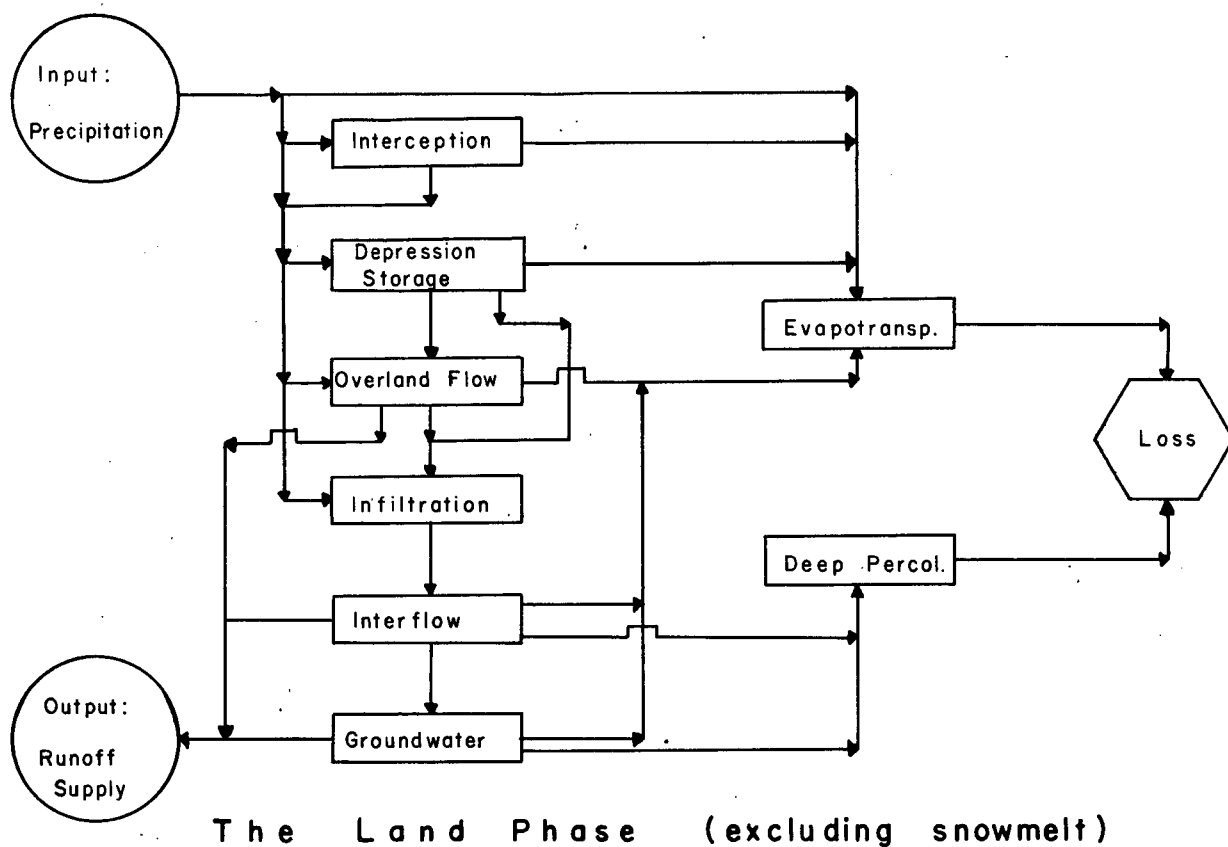 Input:
Precipitation
Interception
Depression
Storage
Evapotransp.
Overland Flow
Loss
Infiltration
Deep Percol.
Interflow
Output:
Runoff
Supply
Groundwater
The Land Phase (excluding snowmelt)